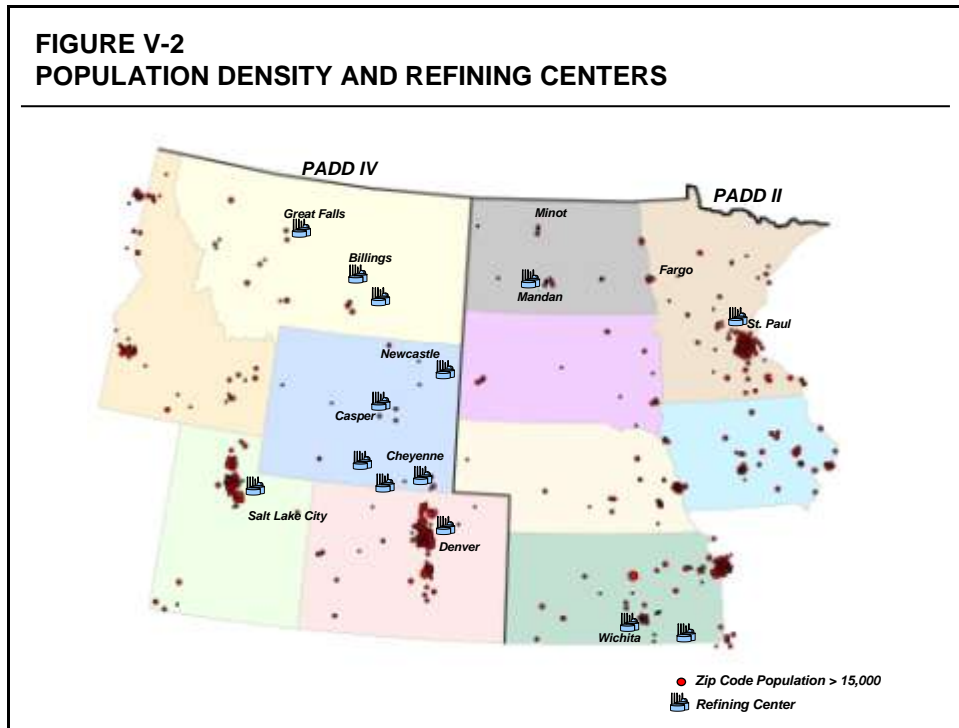 FIGURE V-2
POPULATION DENSITY AND REFINING CENTERS
PADD IV
PADD II
Great Falls
Minot
Billings
Fargo
Mandan
St. Paul
Newcastle
Casper
Cheyenne
Salt Lake City
Denver
Wichita
Zip Code Population > 15,000
Refining Center